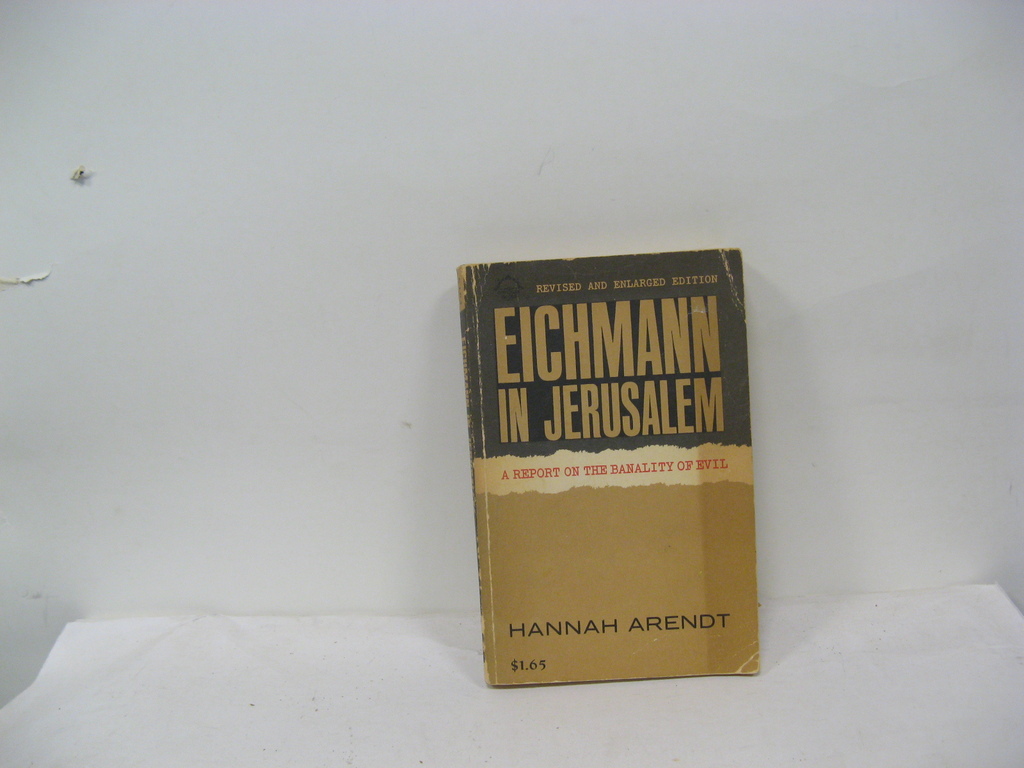 REVISED AND ENLARGED EDITION
EICHMANN
IN JERUSALEM
A REPORT ON THE BANALITY OF EVIL
HANNAH ARENDT
$1.65